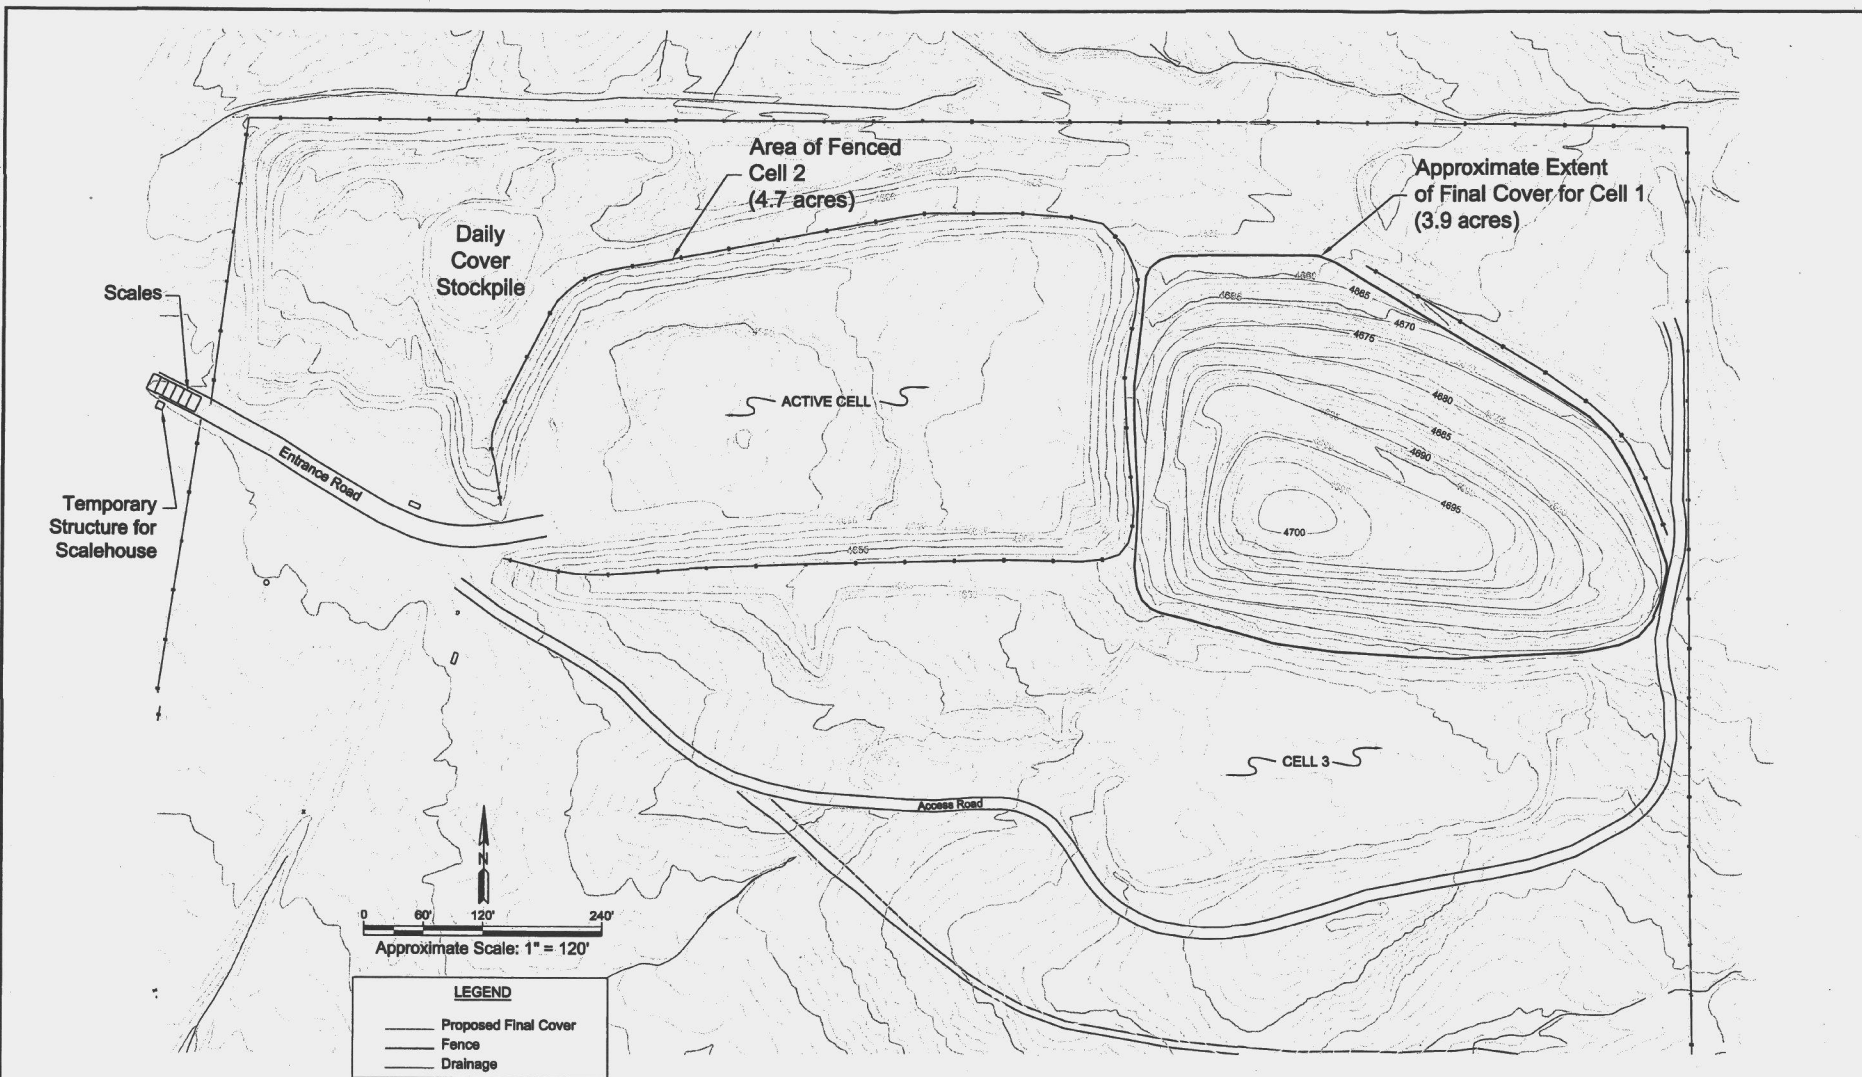 Area of Fenced
Cell 2
(4.7 acres)
Approximate Extent
of Final Cover for Cell 1
(3.9 acres)
Daily
Cover
Stockpile
Scales
4665
4670
4675
ACTIVE CELL
4680
4685
4690
4695
4700
Entrance Road
Temporary
Structure for
Scalehouse
4655
CELL 3
Access Road
N
0 60' 120' 240'
Approximate Scale: 1" = 120'
LEGEND
Proposed Final Cover
Fence
Drainage